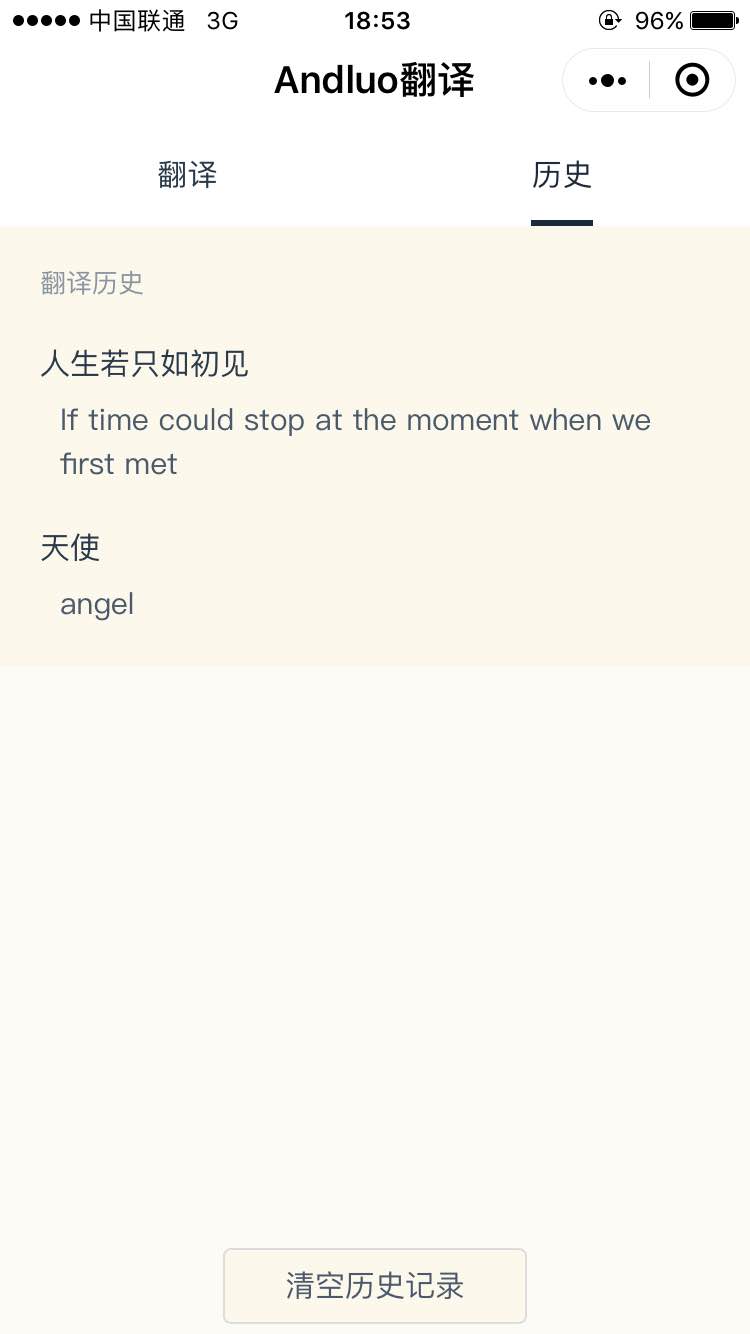 中国联通 3G 18:53 96%
Andluo翻译
翻译 历史
翻译历史
人生若只如初见
If time could stop at the moment when we
first met
天使
angel
清空历史记录